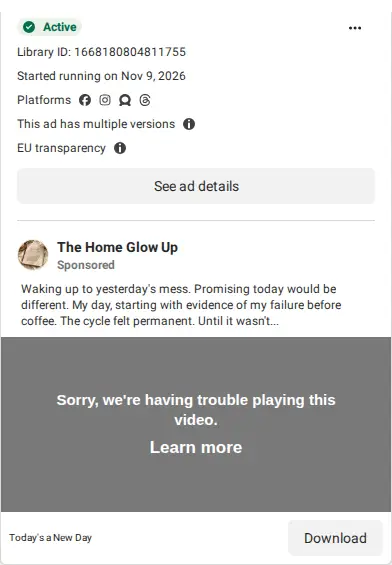 Active
Library ID: 1668180804811755
Started running on Nov 9, 2026
Platforms
This ad has multiple versions
EU transparency
See ad details
The Home Glow Up
Sponsored
Waking up to yesterday's mess. Promising today would be
different. My day, starting with evidence of my failure before
coffee. The cycle felt permanent. Until it wasn't...
Sorry, we're having trouble playing this
video.
Learn more
Today's a New Day
Download